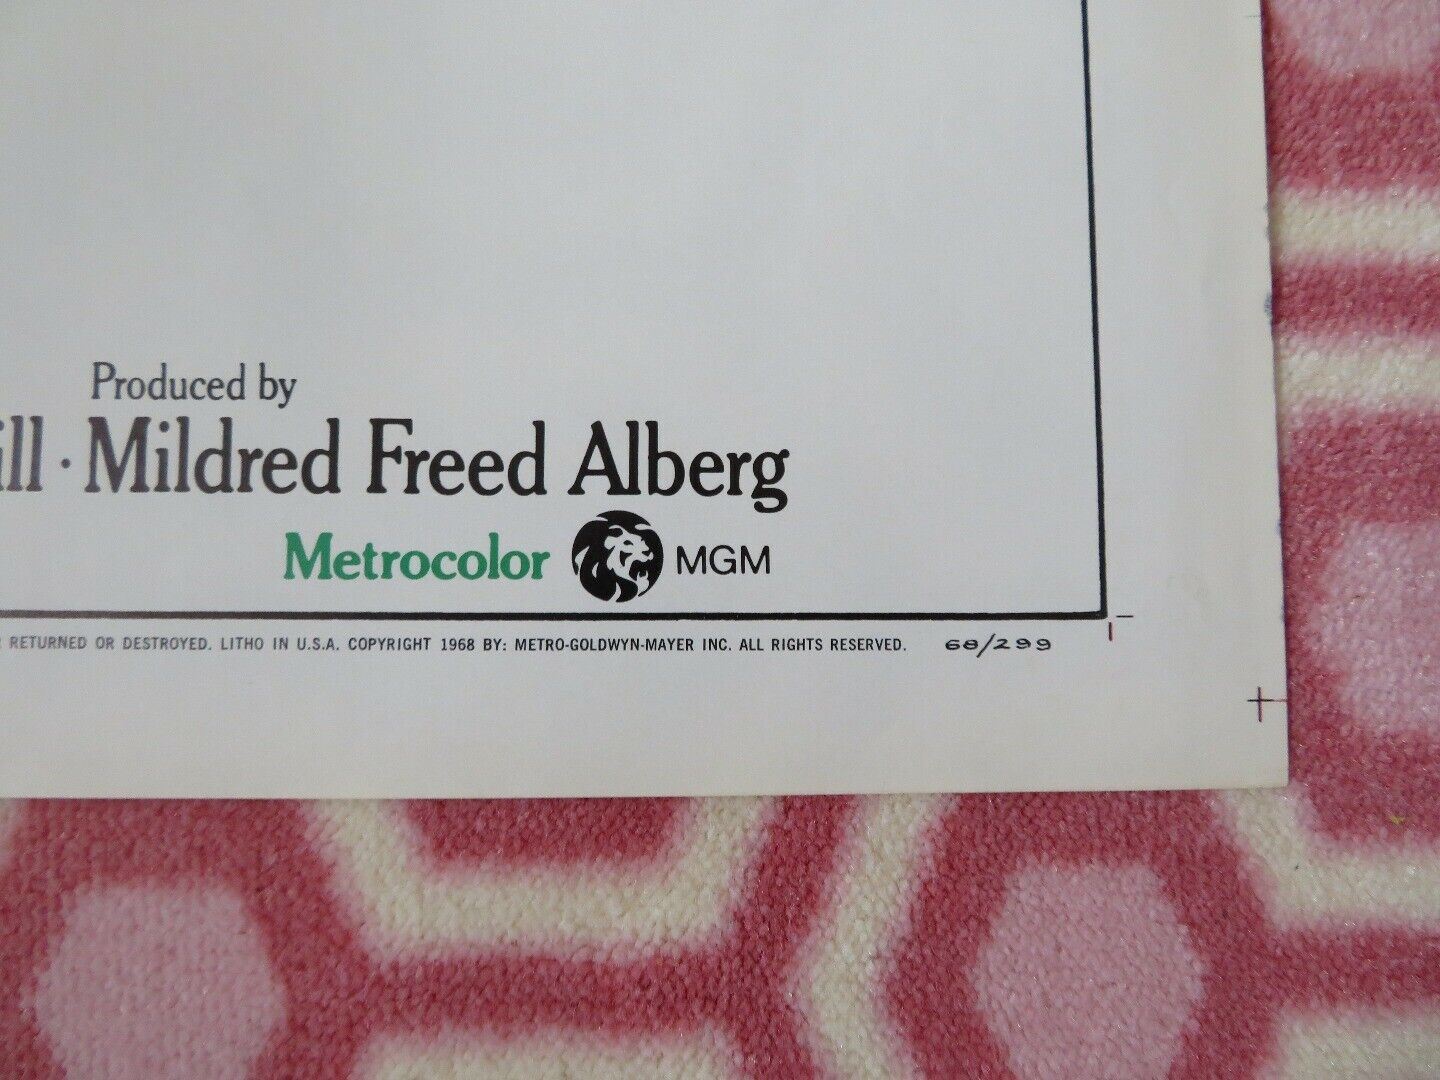 Produced by
ill · Mildred Freed Alberg
Metrocolor MGM
RETURNED OR DESTROYED. LITHO IN U.S.A. COPYRIGHT 1968 BY: METRO-GOLDWYN-MAYER INC. ALL RIGHTS RESERVED. 68/299